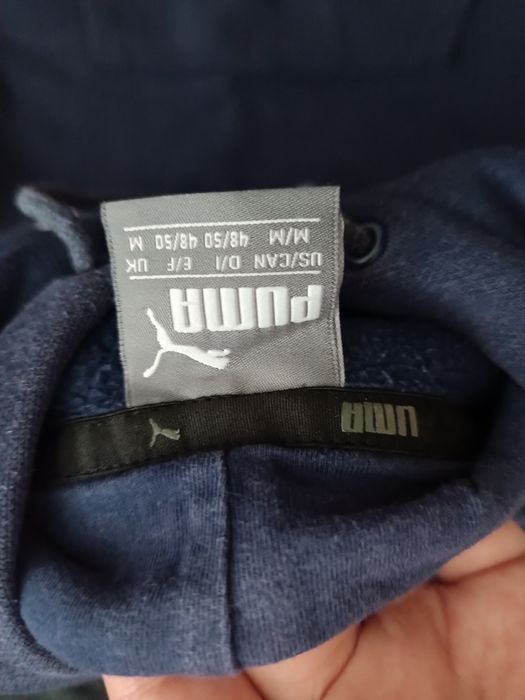 UMA
PUMA
US/CAN D/I E/F UK
M/M 48/50 48/50 M